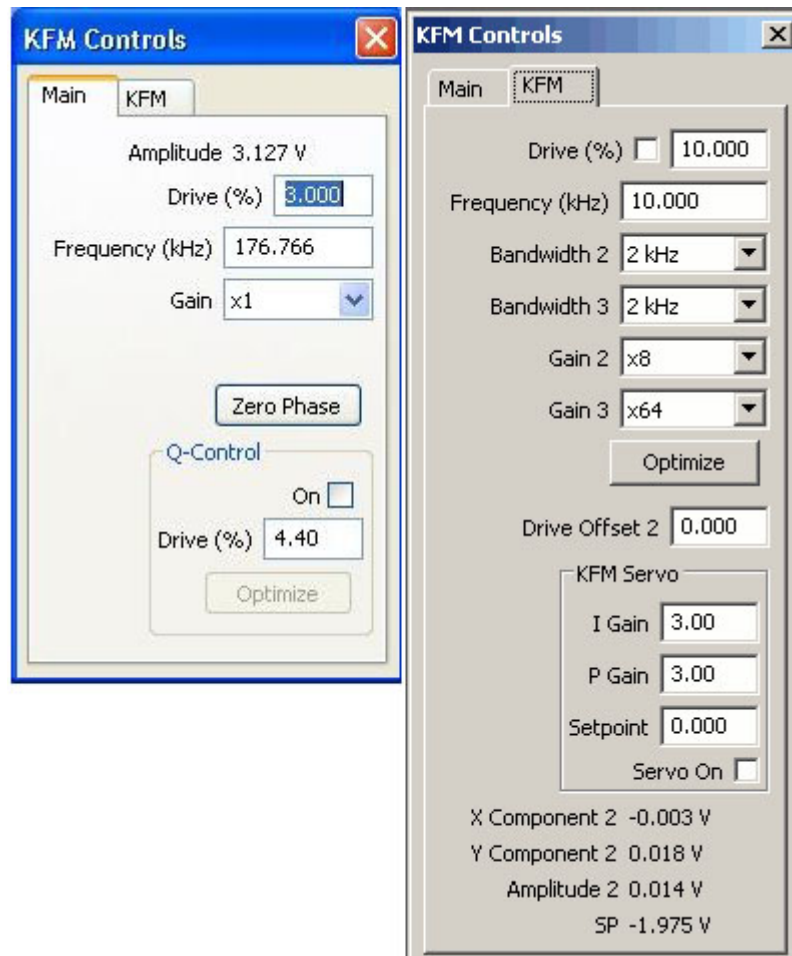 KFM Controls
Main KFM
Amplitude 3.127 V
Drive (%) 3.000
Frequency (kHz) 176.766
Gain x1
Zero Phase
Q-Control
On
Drive (%) 4.40
Optimize
KFM Controls
Main KFM
Drive (%) 10.000
Frequency (kHz) 10.000
Bandwidth 2 2 kHz
Bandwidth 3 2 kHz
Gain 2 x8
Gain 3 x64
Optimize
Drive Offset 2 0.000
KFM Servo
I Gain 3.00
P Gain 3.00
Setpoint 0.000
Servo On
X Component 2 -0.003 V
Y Component 2 0.018 V
Amplitude 2 0.014 V
SP -1.975 V